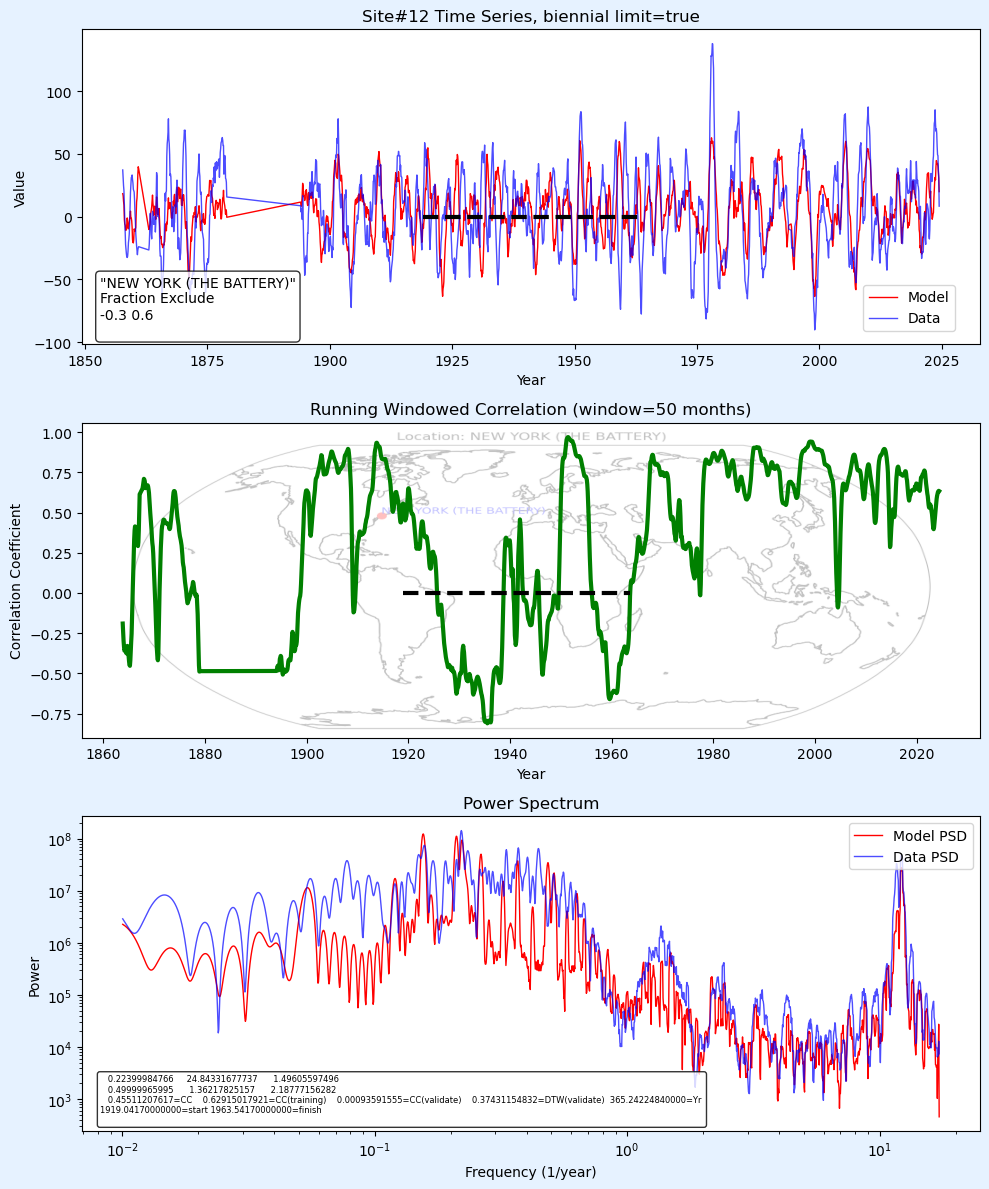 Site#12 Time Series, biennial limit=true
Value
100
50
0
−50
−100
"NEW YORK (THE BATTERY)"
Fraction Exclude
-0.3 0.6
Model
Data
1850 1875 1900 1925 1950 1975 2000 2025
Year
Running Windowed Correlation (window=50 months)
Correlation Coefficient
1.00
0.75
0.50
0.25
0.00
−0.25
−0.50
−0.75
Location: NEW YORK (THE BATTERY)
NEW YORK (THE BATTERY)
1860 1880 1900 1920 1940 1960 1980 2000 2020
Year
Power Spectrum
Power
10^8
10^7
10^6
10^5
10^4
10^3
Model PSD
Data PSD
0.22399984766 24.84331677737 1.49605597496
0.49999965995 1.36217825157 2.18777156282
0.45511207617=CC 0.62915017921=CC(training) 0.00093591555=CC(validate) 0.37431154832=DTW(validate) 365.24224840000=Yr
1919.04170000000=start 1963.54170000000=finish
10^−2 10^−1 10^0 10^1
Frequency (1/year)